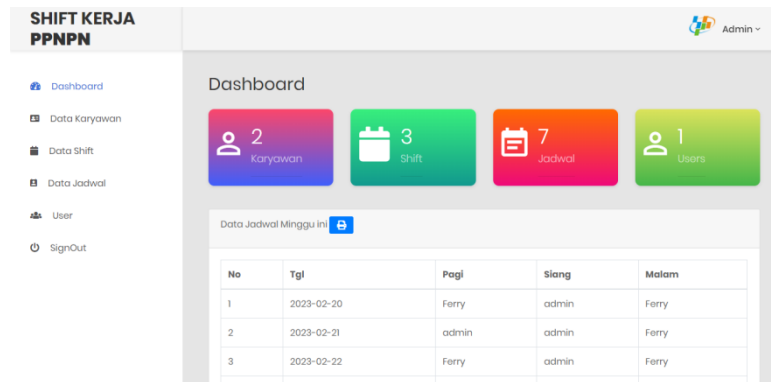 SHIFT KERJA
PPNPN
Admin
Dashboard
Data Karyawan
Data Shift
Data Jadwal
User
SignOut
Dashboard
2
Karyawan
3
Shift
7
Jadwal
1
Users
Data Jadwal Minggu ini
No Tgl Pagi Siang Malam
1 2023-02-20 Ferry admin Ferry
2 2023-02-21 admin admin Ferry
3 2023-02-22 Ferry admin Ferry